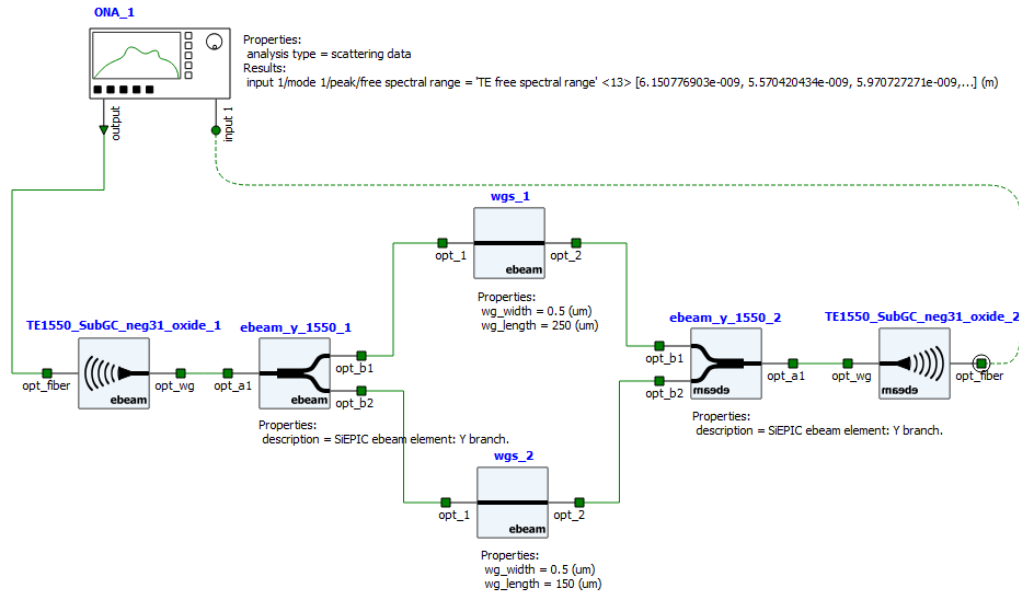 ONA_1
Properties:
analysis type = scattering data
Results:
input 1/mode 1/peak/free spectral range = 'TE free spectral range' <13> [6.150776903e-009, 5.570420434e-009, 5.970727271e-009,...] (m)
output
input 1
wgs_1
opt_1
opt_2
ebeam
Properties:
wg_width = 0.5 (um)
wg_length = 250 (um)
TE1550_SubGC_neg31_oxide_1
opt_fiber
opt_wg
ebeam
ebeam_y_1550_1
opt_a1
opt_b1
opt_b2
ebeam
Properties:
description = SiEPIC ebeam element: Y branch.
ebeam_y_1550_2
opt_b1
opt_b2
opt_a1
ebeam
Properties:
description = SiEPIC ebeam element: Y branch.
TE1550_SubGC_neg31_oxide_2
opt_wg
opt_fiber
ebeam
wgs_2
opt_1
opt_2
ebeam
Properties:
wg_width = 0.5 (um)
wg_length = 150 (um)